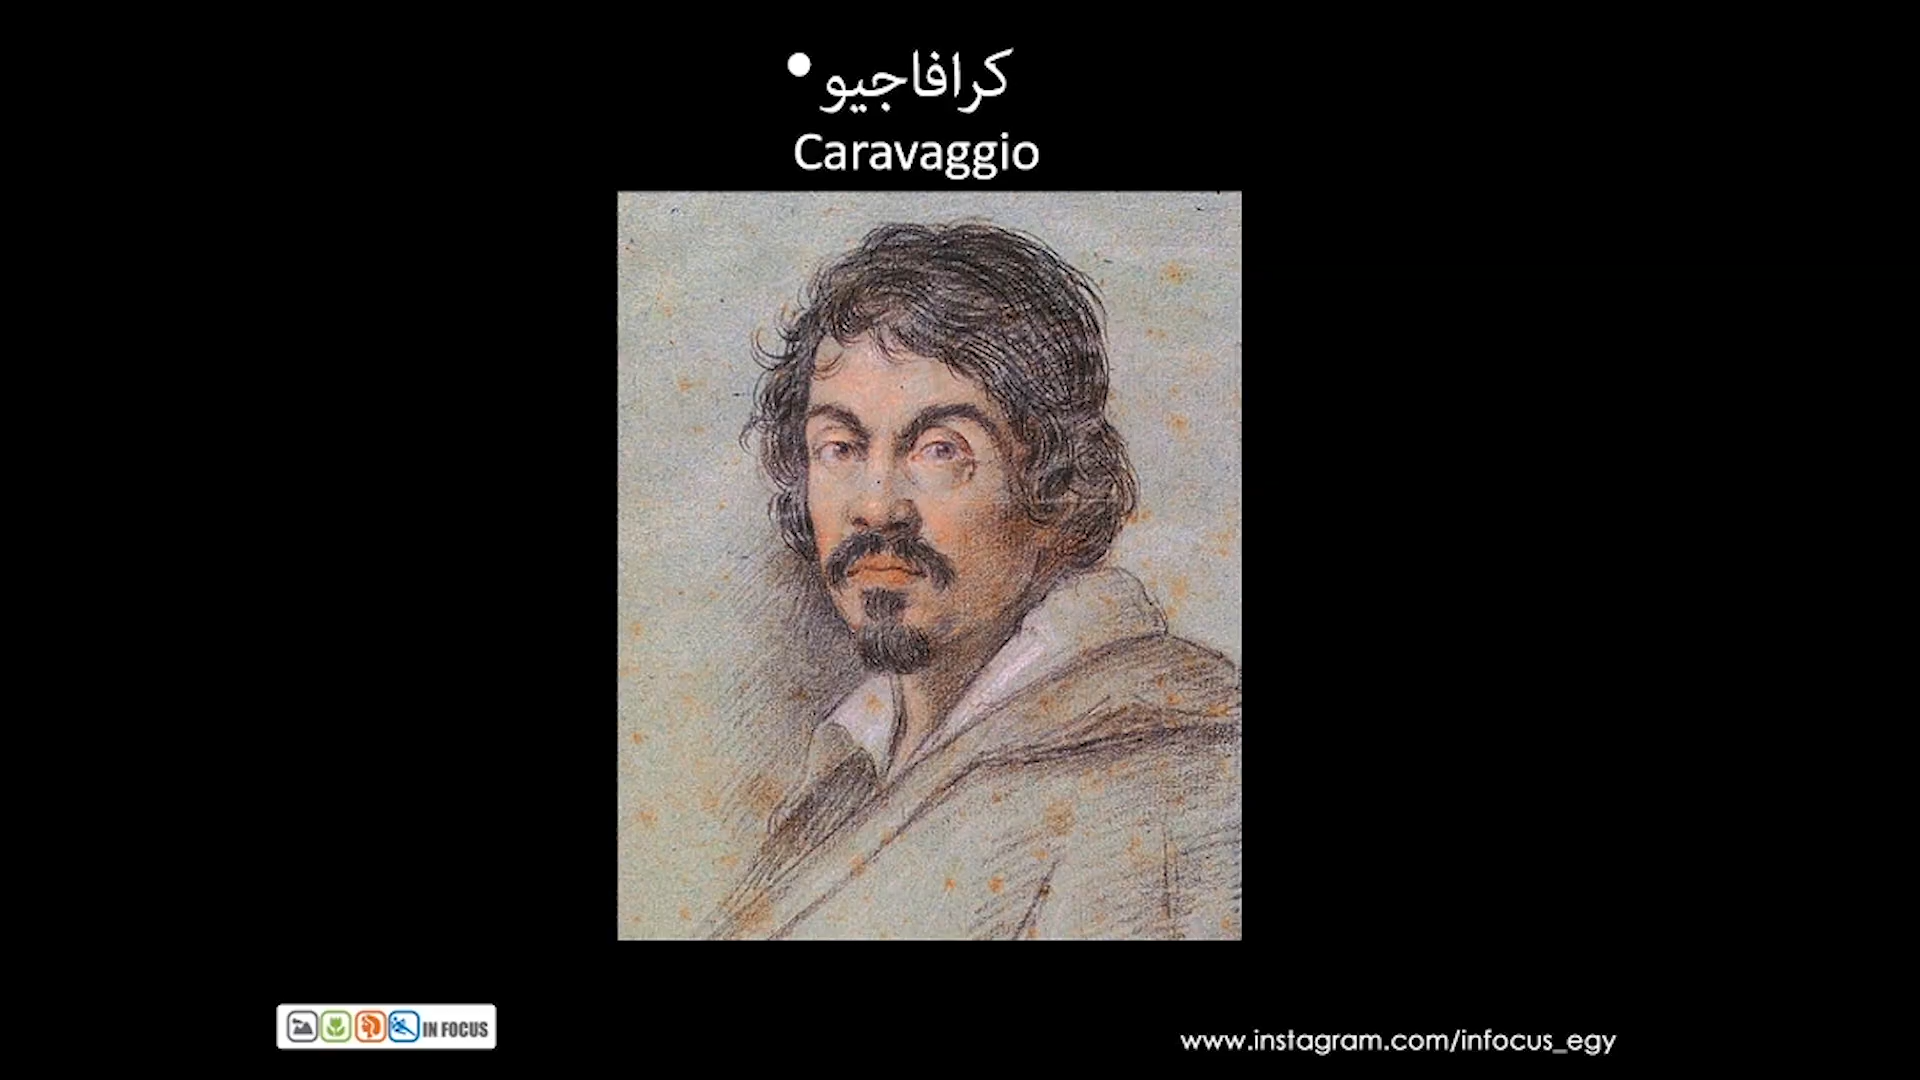 • كرافاجيو
Caravaggio
IN FOCUS
www.instagram.com/infocus_egy